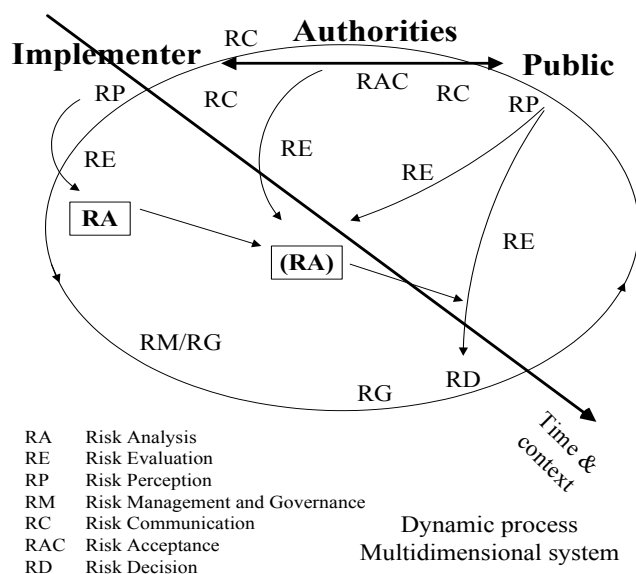 RC
Authorities
Implementer
Public
RP
RC
RAC
RC
RP
RE
RE
RE
RA
RE
(RA)
RM/RG
RG
RD
Time &
context
RA Risk Analysis
RE Risk Evaluation
RP Risk Perception
RM Risk Management and Governance
RC Risk Communication
RAC Risk Acceptance
RD Risk Decision
Dynamic process
Multidimensional system